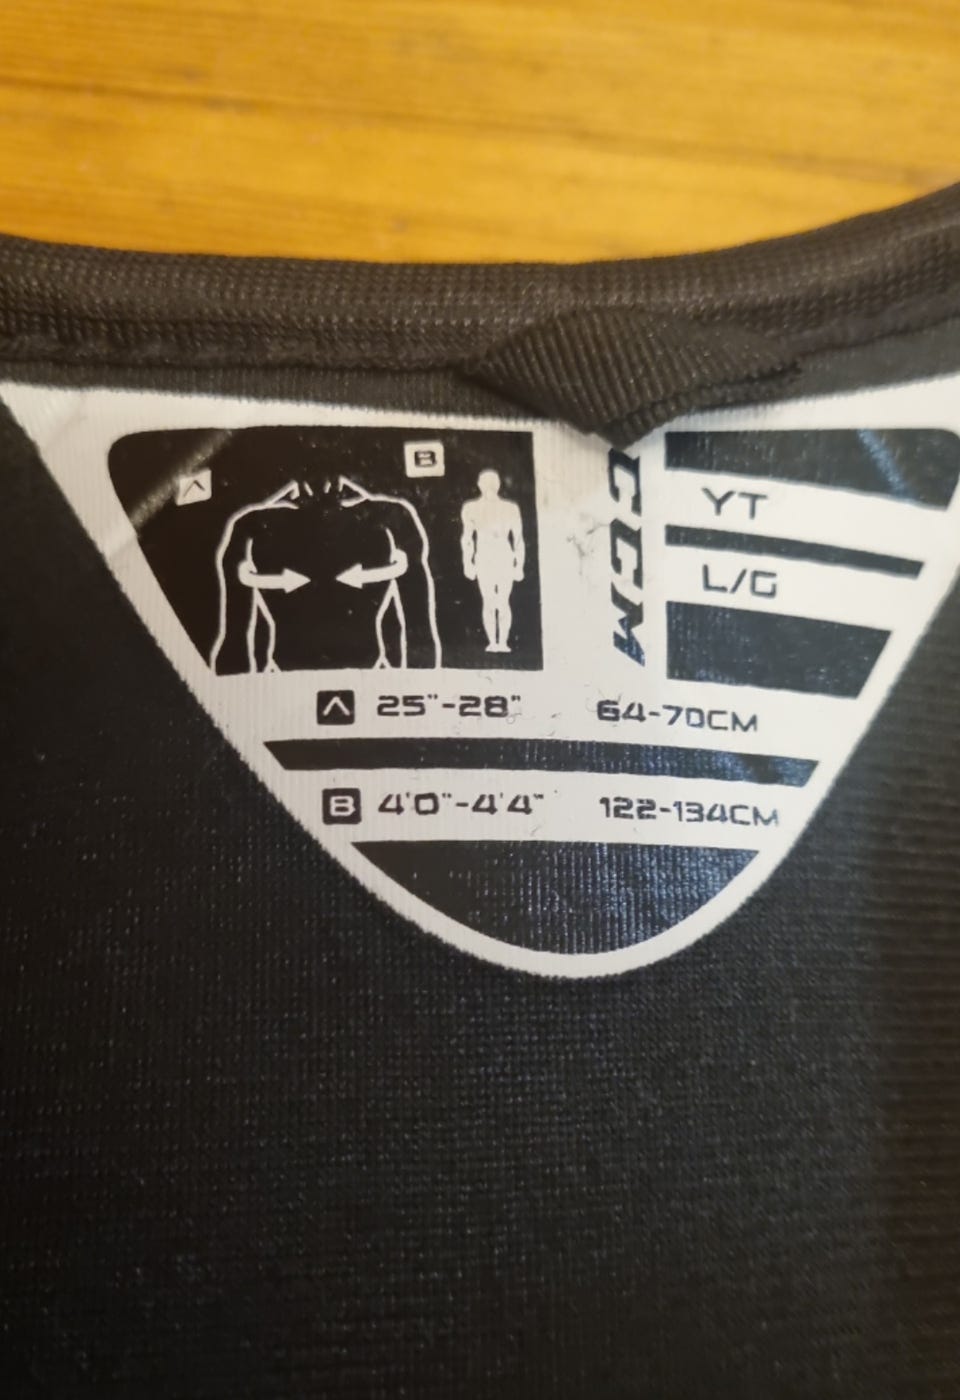 A
B
CCM
YT
L/G
A 25"-28" 64-70CM
B 4'0"-4'4" 122-134CM